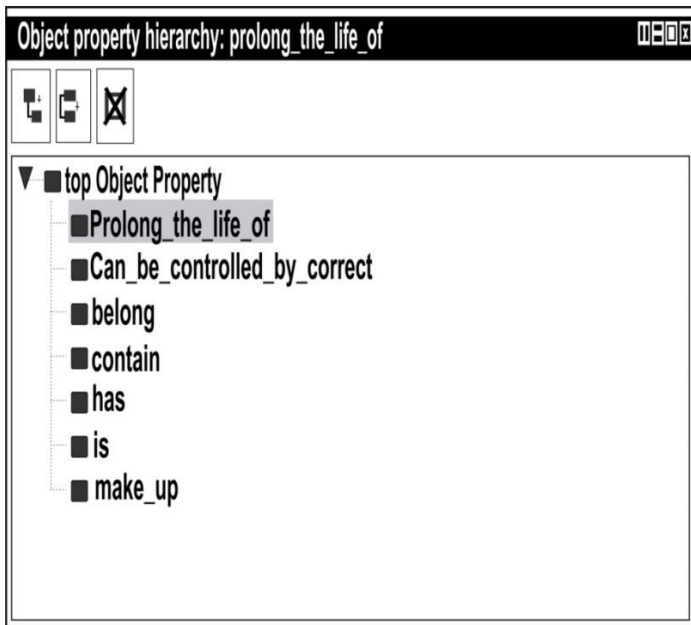 Object property hierarchy: prolong_the_life_of
top Object Property
Prolong_the_life_of
Can_be_controlled_by_correct
belong
contain
has
is
make_up